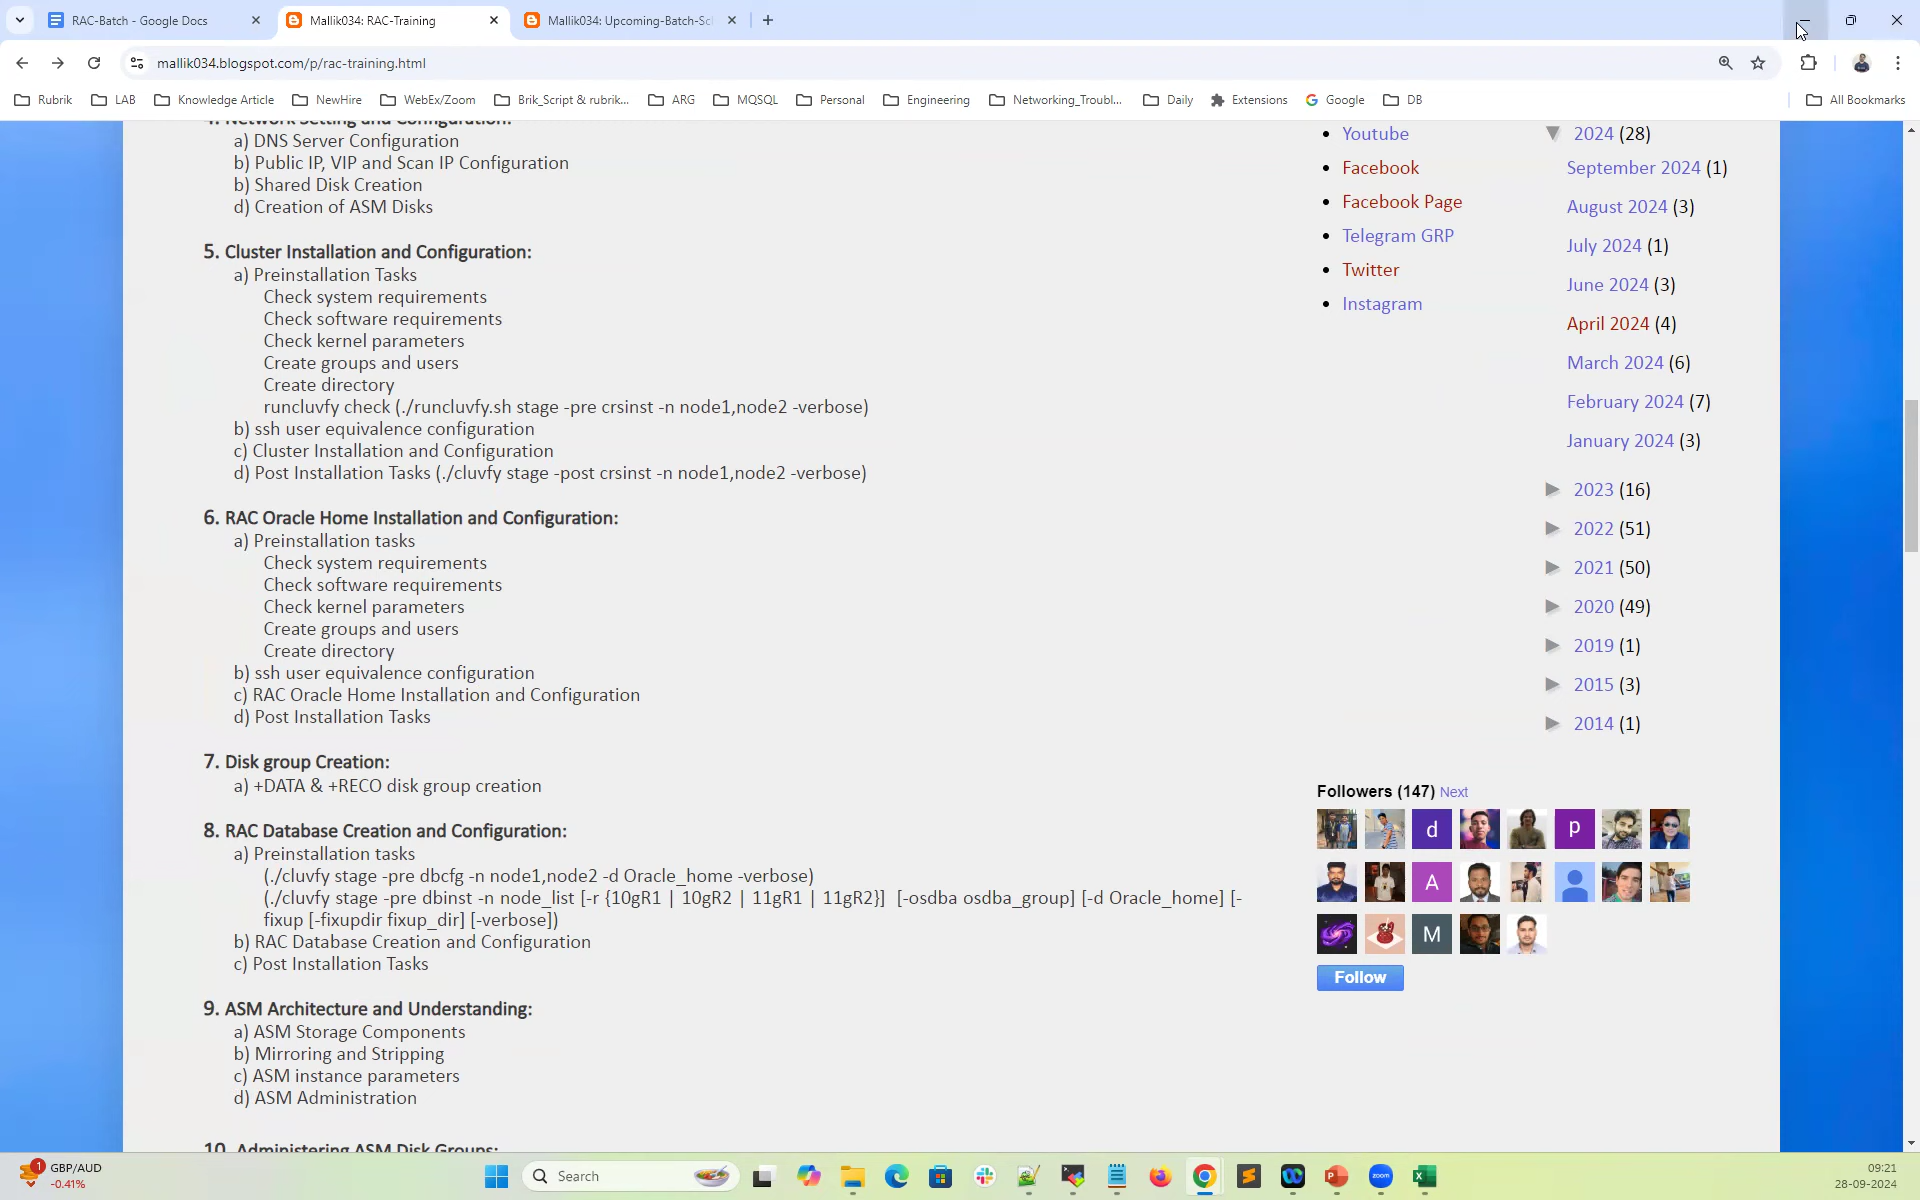 RAC-Batch - Google Docs
Mallik034: RAC-Training
Mallik034: Upcoming-Batch-Sc
mallik034.blogspot.com/p/rac-training.html
Rubrik
LAB
Knowledge Article
NewHire
WebEx/Zoom
Brik_Script & rubrik...
ARG
MQSQL
Personal
Engineering
Networking_Troubl...
Daily
Extensions
Google
DB
All Bookmarks
4. Network Setting and Configuration:
a) DNS Server Configuration
b) Public IP, VIP and Scan IP Configuration
b) Shared Disk Creation
d) Creation of ASM Disks
5. Cluster Installation and Configuration:
a) Preinstallation Tasks
Check system requirements
Check software requirements
Check kernel parameters
Create groups and users
Create directory
runcluvfy check (./runcluvfy.sh stage -pre crsinst -n node1,node2 -verbose)
b) ssh user equivalence configuration
c) Cluster Installation and Configuration
d) Post Installation Tasks (./cluvfy stage -post crsinst -n node1,node2 -verbose)
6. RAC Oracle Home Installation and Configuration:
a) Preinstallation tasks
Check system requirements
Check software requirements
Check kernel parameters
Create groups and users
Create directory
b) ssh user equivalence configuration
c) RAC Oracle Home Installation and Configuration
d) Post Installation Tasks
7. Disk group Creation:
a) +DATA & +RECO disk group creation
8. RAC Database Creation and Configuration:
a) Preinstallation tasks
(./cluvfy stage -pre dbcfg -n node1,node2 -d Oracle_home -verbose)
(./cluvfy stage -pre dbinst -n node_list [-r {10gR1 | 10gR2 | 11gR1 | 11gR2}] [-osdba osdba_group] [-d Oracle_home] [-
fixup [-fixupdir fixup_dir] [-verbose])
b) RAC Database Creation and Configuration
c) Post Installation Tasks
9. ASM Architecture and Understanding:
a) ASM Storage Components
b) Mirroring and Stripping
c) ASM instance parameters
d) ASM Administration
10. Administering ASM Disk Groups:
Youtube
Facebook
Facebook Page
Telegram GRP
Twitter
Instagram
2024 (28)
September 2024 (1)
August 2024 (3)
July 2024 (1)
June 2024 (3)
April 2024 (4)
March 2024 (6)
February 2024 (7)
January 2024 (3)
2023 (16)
2022 (51)
2021 (50)
2020 (49)
2019 (1)
2015 (3)
2014 (1)
Followers (147) Next
d
p
A
M
Follow
1
GBP/AUD
-0.41%
Search
zoom
09:21
28-09-2024